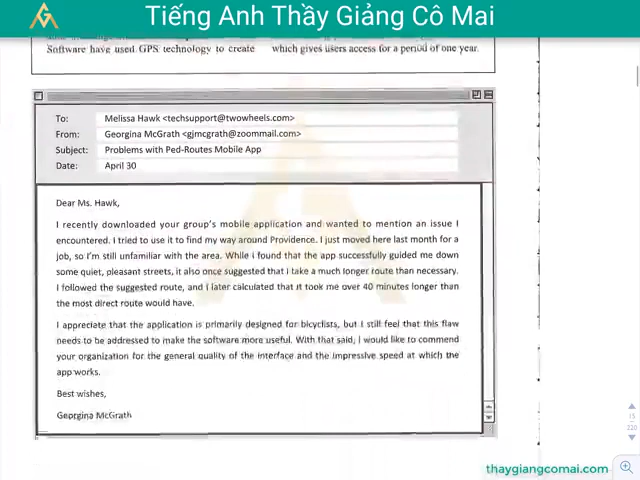 Tiếng Anh Thầy Giảng Cô Mai
Software have used GPS technology to create
which gives users access for a period of one year.
To: Melissa Hawk <techsupport@twowheels.com>
From: Georgina McGrath <gjmcgrath@zoommail.com>
Subject: Problems with Ped-Routes Mobile App
Date: April 30
Dear Ms. Hawk,
I recently downloaded your group's mobile application and wanted to mention an issue I
encountered. I tried to use it to find my way around Providence. I just moved here last month for a
job, so I'm still unfamiliar with the area. While I found that the app successfully guided me down
some quiet, pleasant streets, it also once suggested that I take a much longer route than necessary.
I followed the suggested route, and I later calculated that it took me over 40 minutes longer than
the most direct route would have.
I appreciate that the application is primarily designed for bicyclists, but I still feel that this flaw
needs to be addressed to make the software more useful. With that said, I would like to commend
your organization for the general quality of the interface and the impressive speed at which the
app works.
Best wishes,
Georgina McGrath
15
220
thaygiangcomai.com